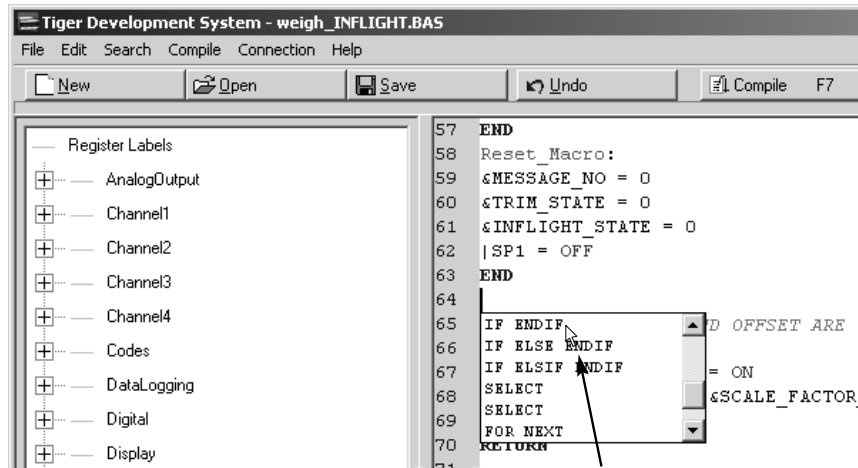 Tiger Development System - weigh_INFLIGHT.BAS
File Edit Search Compile Connection Help
New Open Save Undo Compile F7
Register Labels
AnalogOutput
Channel1
Channel2
Channel3
Channel4
Codes
DataLogging
Digital
Display
57 END
58 Reset_Macro:
59 &MESSAGE_NO = 0
60 &TRIM_STATE = 0
61 &INFLIGHT_STATE = 0
62 |SP1 = OFF
63 END
64
65 D OFFSET ARE
66
67 = ON
68 &SCALE_FACTOR_
69
70 RETURN
71
IF ENDIF
IF ELSE ENDIF
IF ELSIF ENDIF
SELECT
SELECT
FOR NEXT